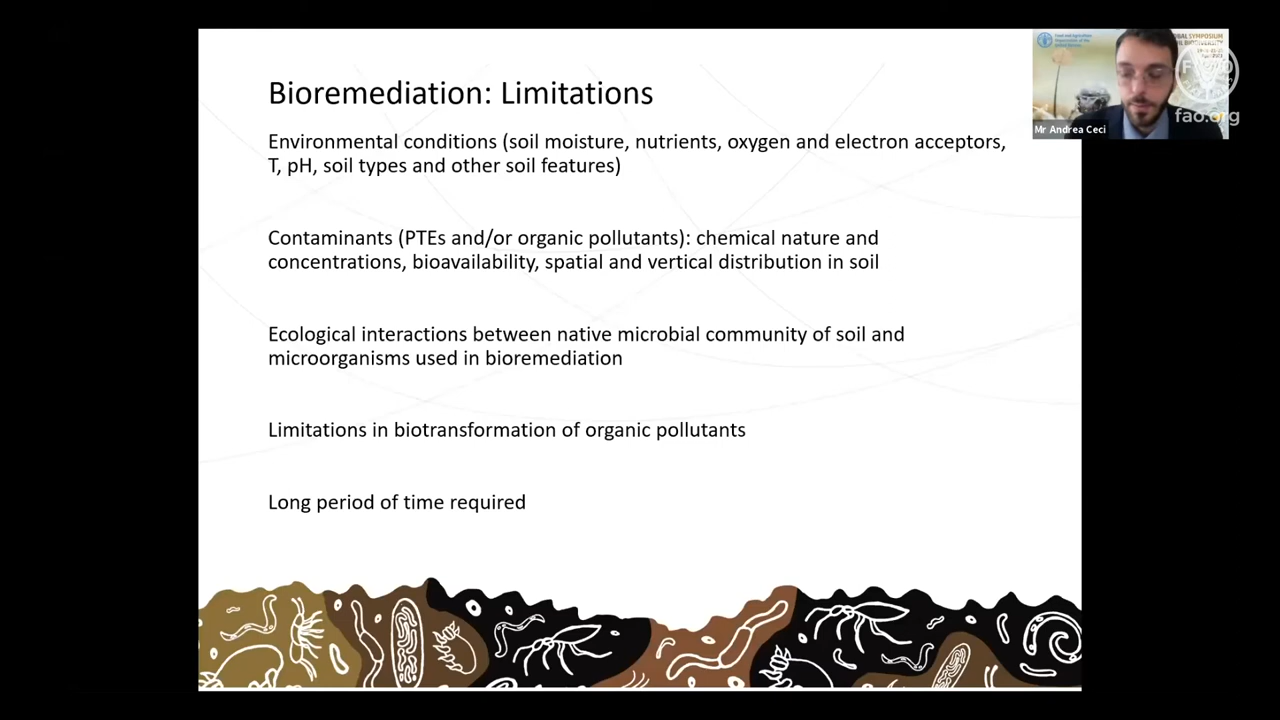 Bioremediation: Limitations
Environmental conditions (soil moisture, nutrients, oxygen and electron acceptors,
T, pH, soil types and other soil features)
Contaminants (PTEs and/or organic pollutants): chemical nature and
concentrations, bioavailability, spatial and vertical distribution in soil
Ecological interactions between native microbial community of soil and
microorganisms used in bioremediation
Limitations in biotransformation of organic pollutants
Long period of time required
Mr Andrea Ceci
fao.org